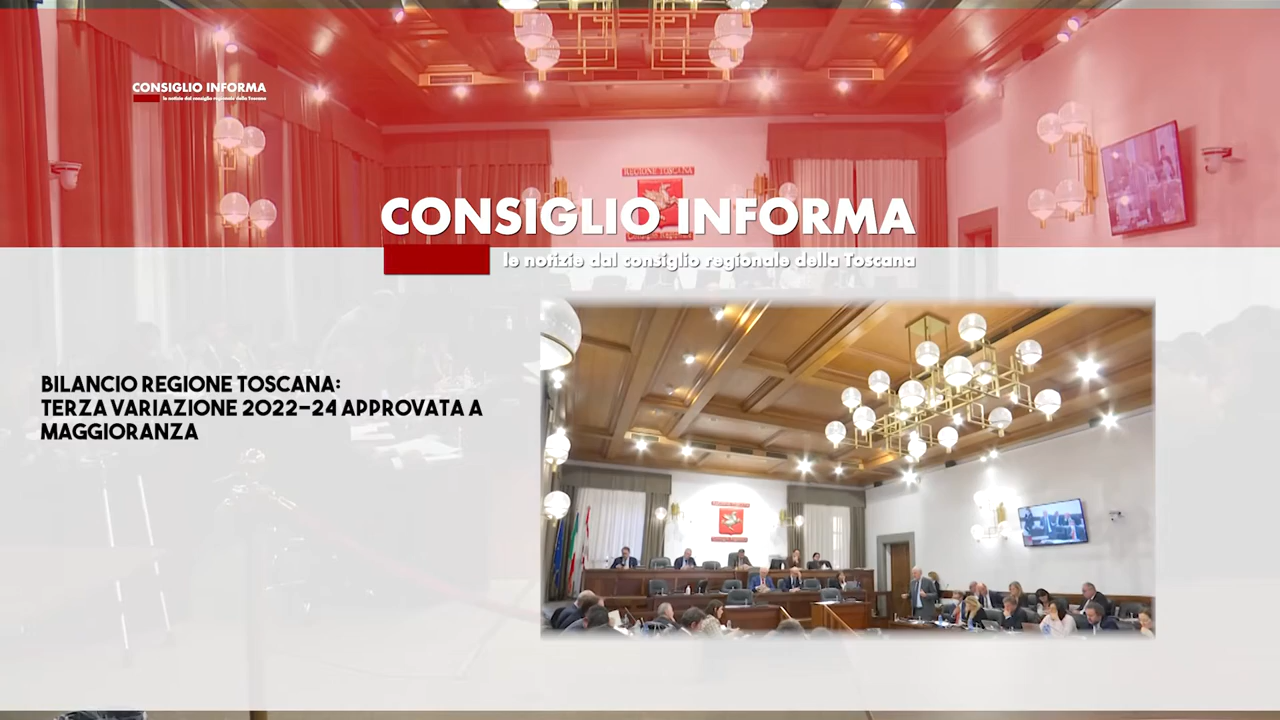 CONSIGLIO INFORMA
le notizie dal consiglio regionale della Toscana
REGIONE TOSCANA
CONSIGLIO INFORMA
le notizie dal consiglio regionale della Toscana
BILANCIO REGIONE TOSCANA:
TERZA VARIAZIONE 2022-24 APPROVATA A
MAGGIORANZA